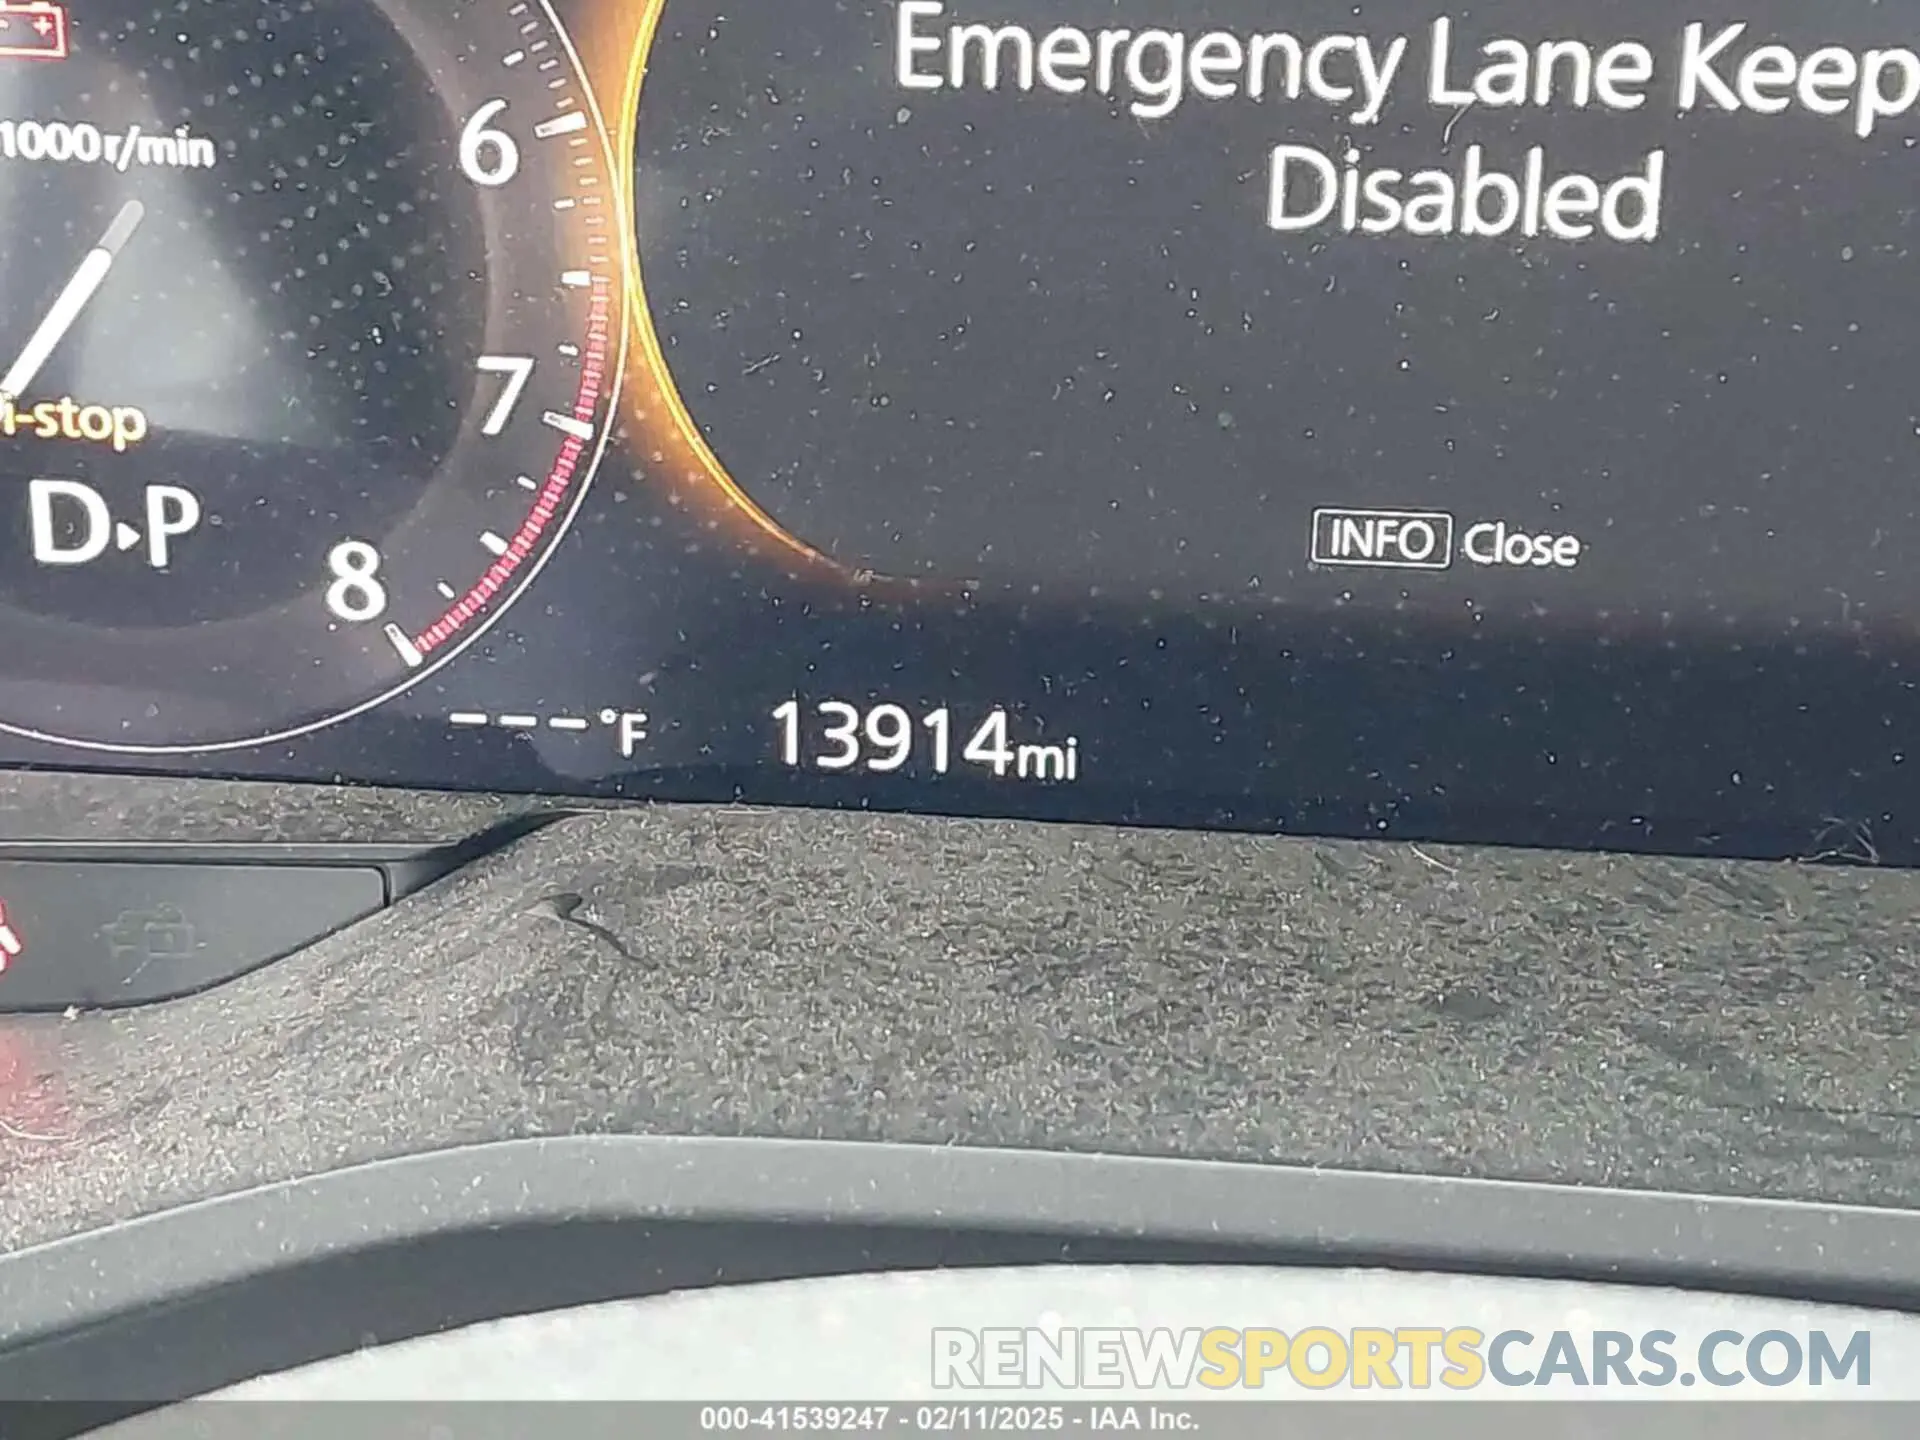 Emergency Lane Keep
Disabled
1000r/min
6
7
i-stop
D▸P
8
INFO Close
---°F 13914mi
RENEWSPORTSCARS.COM
000-41539247 - 02/11/2025 - IAA Inc.